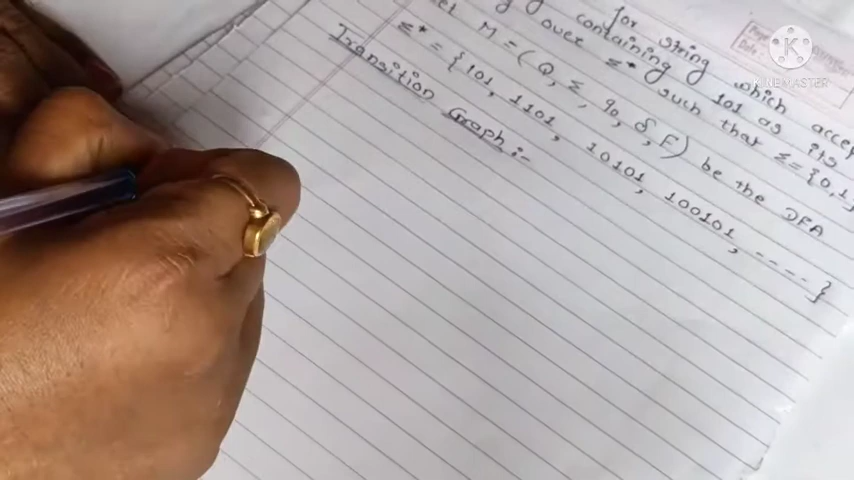 for string which accep
over containing 101 as its
M = (Q, Σ, q₀, δ, F) be the DFA
Σ* = {101, 1101, 10101, 100101, ---- }
over Σ*, such that Σ = {0,1,
Transition Graph :-
KINEMASTER